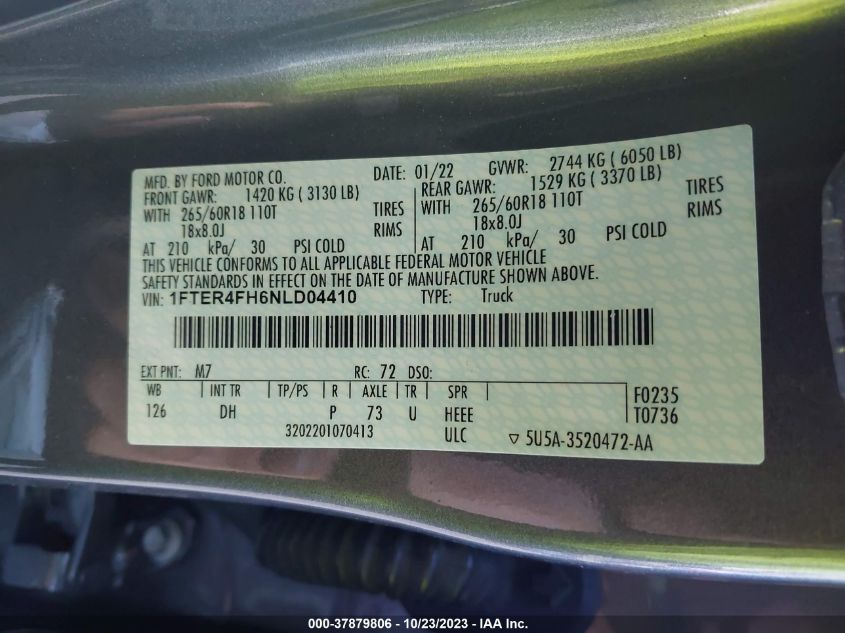 MFD. BY FORD MOTOR CO. DATE: 01/22 GVWR: 2744 KG ( 6050 LB)
FRONT GAWR: 1420 KG ( 3130 LB) REAR GAWR: 1529 KG ( 3370 LB)
WITH 265/60R18 110T TIRES WITH 265/60R18 110T TIRES
18x8.0J RIMS 18x8.0J RIMS
AT 210 kPa/ 30 PSI COLD AT 210 kPa/ 30 PSI COLD
THIS VEHICLE CONFORMS TO ALL APPLICABLE FEDERAL MOTOR VEHICLE
SAFETY STANDARDS IN EFFECT ON THE DATE OF MANUFACTURE SHOWN ABOVE.
VIN: 1FTER4FH6NLD04410 TYPE: Truck
EXT PNT: M7 RC: 72 DSO:
WB INT TR TP/PS R AXLE TR SPR F0235
126 DH P 73 U HEEE T0736
3202201070413 ULC ▽ 5U5A-3520472-AA
000-37879806 - 10/23/2023 - IAA Inc.